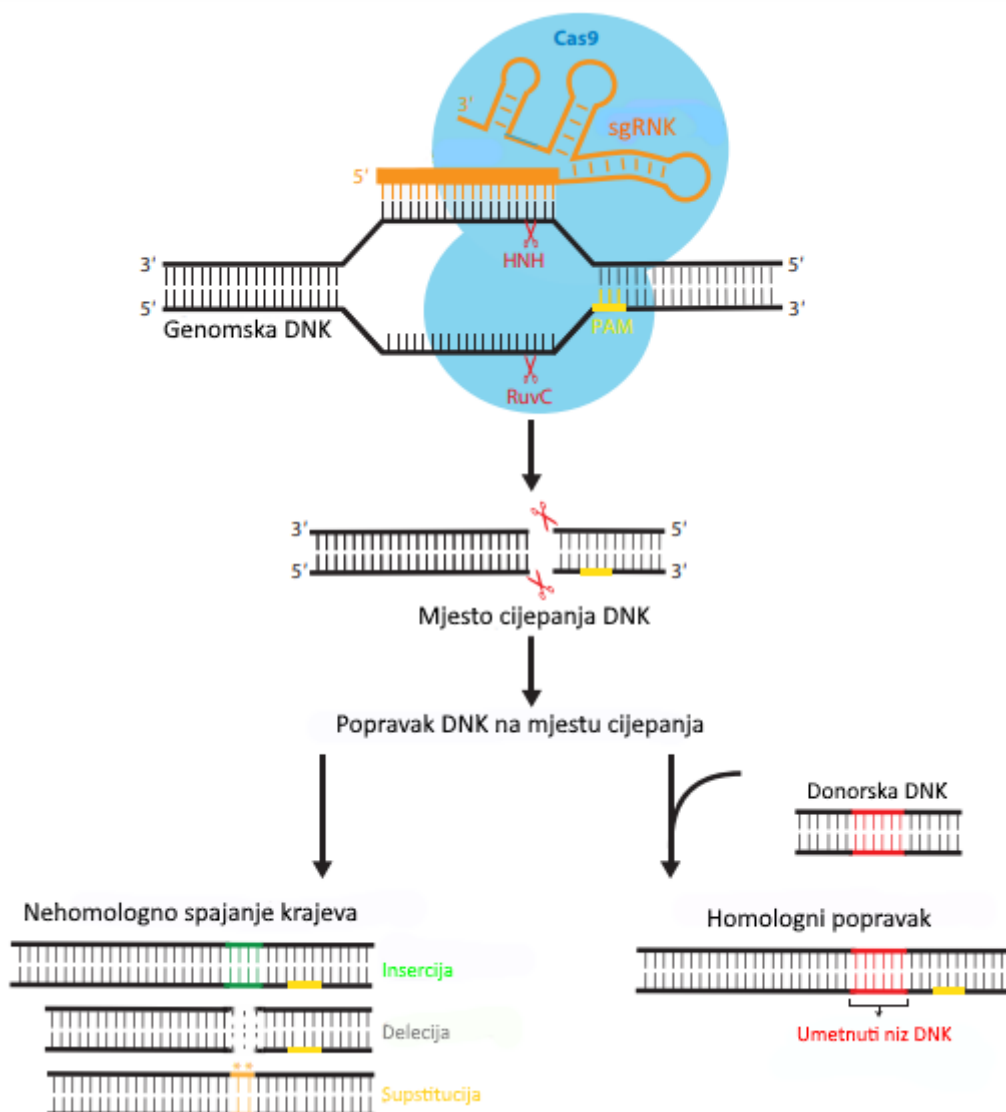 Cas9
3'
sgRNK
5'
HNH
3'
5'
5'
3'
PAM
Genomska DNK
RuvC
3'
5'
5'
3'
Mjesto cijepanja DNK
Popravak DNK na mjestu cijepanja
Donorska DNK
Nehomologno spajanje krajeva
Homologni popravak
Insercija
Delecija
Umetnuti niz DNK
Supstitucija